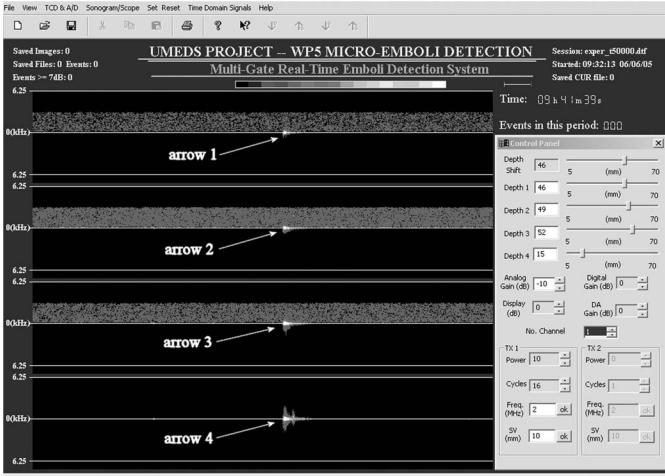 File View TCD & A/D Sonogram/Scope Set Reset Time Domain Signals Help
Saved Images: 0
Saved Files: 0 Events: 0
Events >= 7dB: 0
UMEDS PROJECT -- WP5 MICRO-EMBOLI DETECTION
Multi-Gate Real-Time Emboli Detection System
Session: exper_t50000.dtf
Started: 09:32:13 06/06/05
Saved CUR file: 0
Time: 09 h 41 m 39 s
Events in this period: 000
6.25
0(kHz)
arrow 1
6.25
6.25
0(kHz)
arrow 2
6.25
6.25
0(kHz)
arrow 3
6.25
6.25
0(kHz)
arrow 4
6.25
Control Panel
Depth Shift 46 5 (mm) 70
Depth 1 46 5 (mm) 70
Depth 2 49 5 (mm) 70
Depth 3 52 5 (mm) 70
Depth 4 15 5 (mm) 70
Analog Gain (dB) -10 Digital Gain (dB) 0
Display (dB) 0 DA Gain (dB) 0
No. Channel 1
TX 1 TX 2
Power 10 Power 0
Cycles 16 Cycles 1
Freq. (MHz) 2 ok Freq. (MHz) 2 ok
SV (mm) 10 ok SV (mm) 10 ok